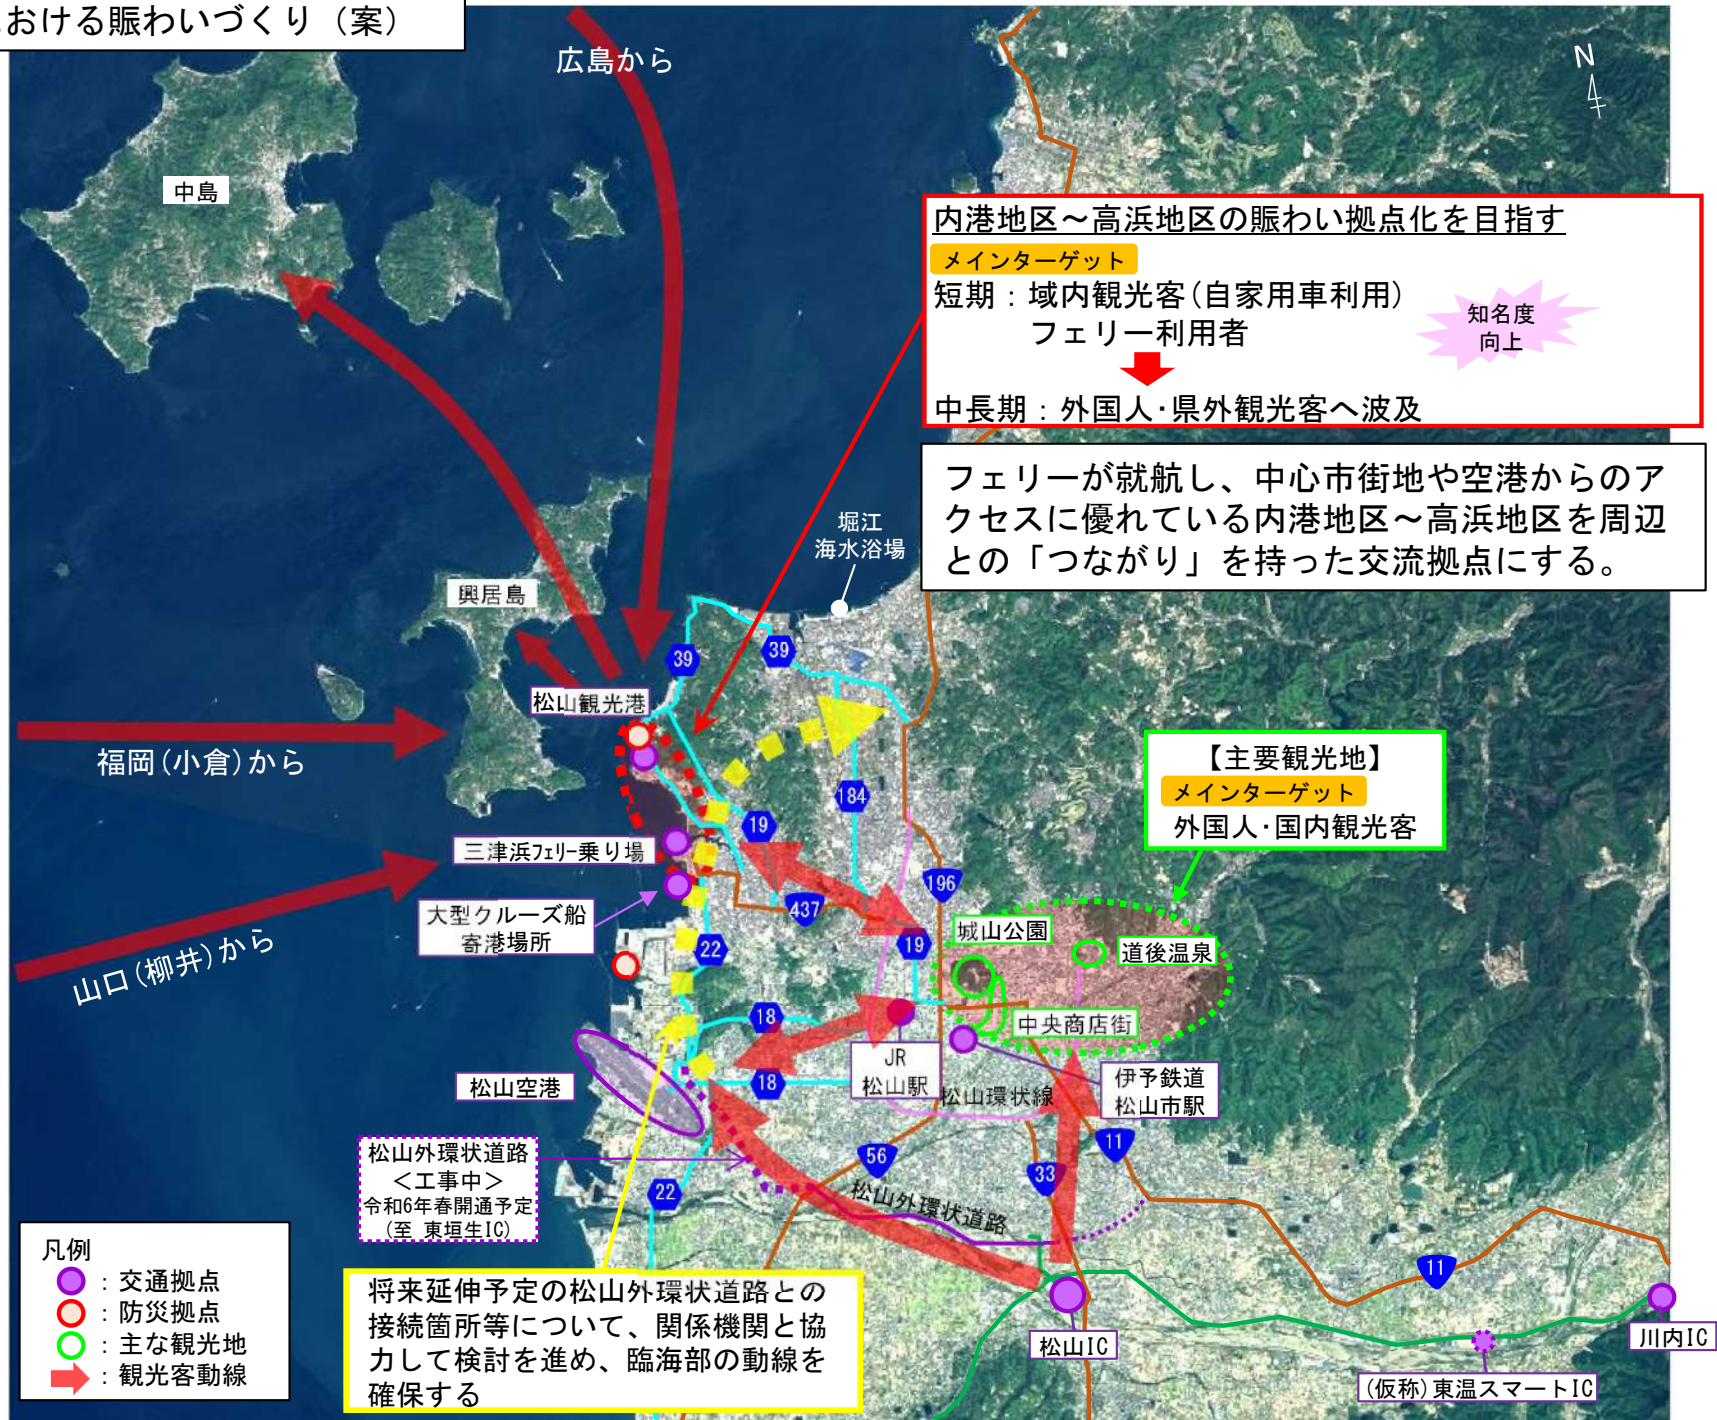 おける賑わいづくり（案）
広島から
N
中島
内港地区～高浜地区の賑わい拠点化を目指す
メインターゲット
短期：域内観光客(自家用車利用)
フェリー利用者
知名度
向上
中長期：外国人・県外観光客へ波及
フェリーが就航し、中心市街地や空港からのア
クセスに優れている内港地区～高浜地区を周辺
との「つながり」を持った交流拠点にする。
堀江
海水浴場
興居島
39
39
松山観光港
福岡(小倉)から
【主要観光地】
メインターゲット
外国人・国内観光客
184
19
三津浜フェリー乗り場
196
437
大型クルーズ船
寄港場所
22
19
城山公園
道後温泉
山口(柳井)から
18
中央商店街
JR
松山駅
伊予鉄道
松山市駅
松山空港
18
松山環状線
松山外環状道路
＜工事中＞
令和6年春開通予定
(至 東垣生IC)
56
33
11
22
松山外環状道路
凡例
：交通拠点
：防災拠点
：主な観光地
：観光客動線
将来延伸予定の松山外環状道路との
接続箇所等について、関係機関と協
力して検討を進め、臨海部の動線を
確保する
11
松山IC
川内IC
(仮称)東温スマートIC